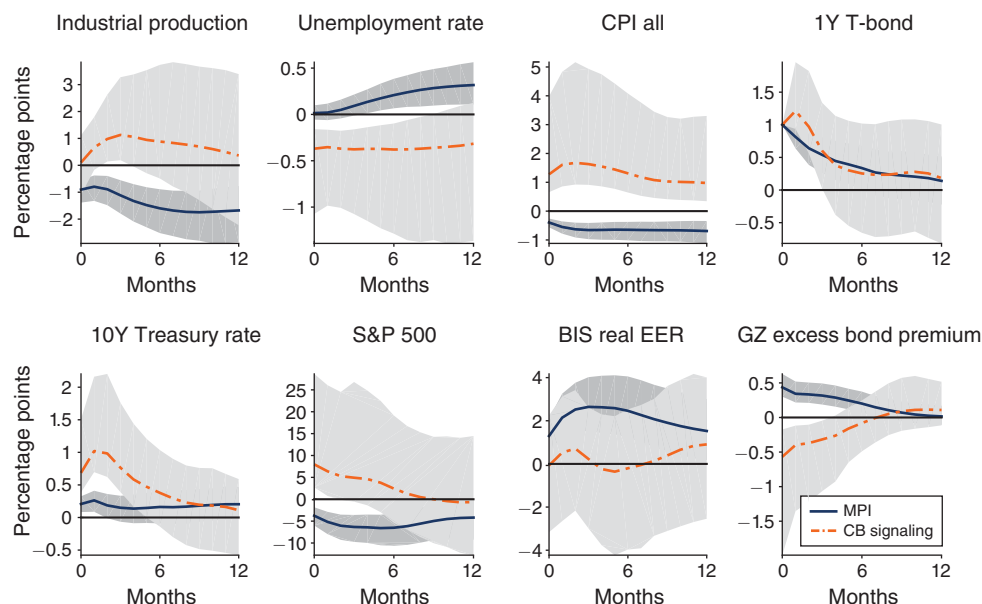 Industrial production
Unemployment rate
CPI all
1Y T-bond
Percentage points
3
2
1
0
−1
−2
0 6 12
Months
0.5
0
−0.5
−1
0 6 12
Months
5
4
3
2
1
0
−1
0 6 12
Months
1.5
1
0.5
0
−0.5
0 6 12
Months
10Y Treasury rate
S&P 500
BIS real EER
GZ excess bond premium
Percentage points
2
1.5
1
0.5
0
−0.5
0 6 12
Months
25
20
15
10
5
0
−5
−10
0 6 12
Months
4
2
0
−2
−4
0 6 12
Months
0.5
0
−0.5
−1
−1.5
MPI
CB signaling
0 6 12
Months